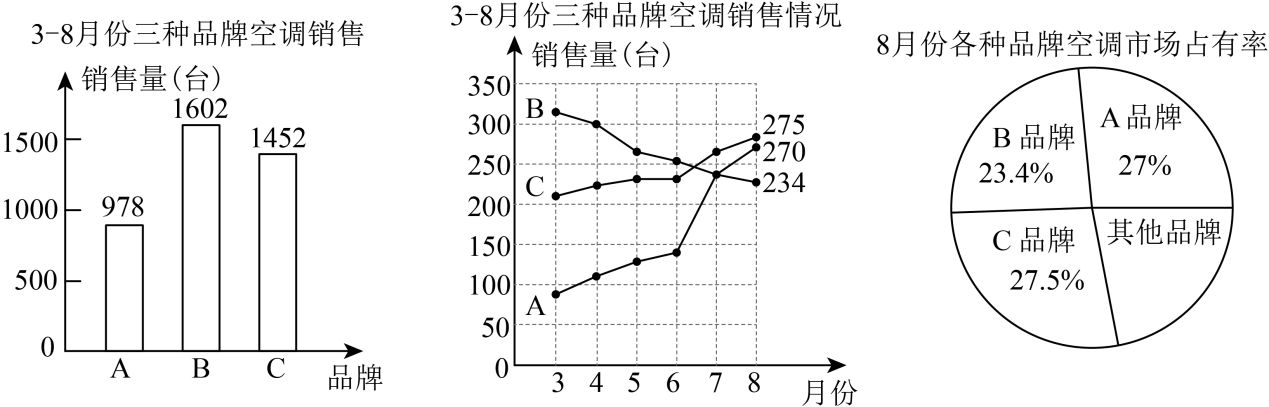 3-8月份三种品牌空调销售
销售量(台)
1602
1500
1452
1000
978
500
0
A
B
C
品牌
3-8月份三种品牌空调销售情况
销售量(台)
350
B
300
275
270
250
C
234
200
150
100
A
50
0
3 4 5 6 7 8
月份
8月份各种品牌空调市场占有率
A 品牌
27%
B 品牌
23.4%
C 品牌
27.5%
其他品牌